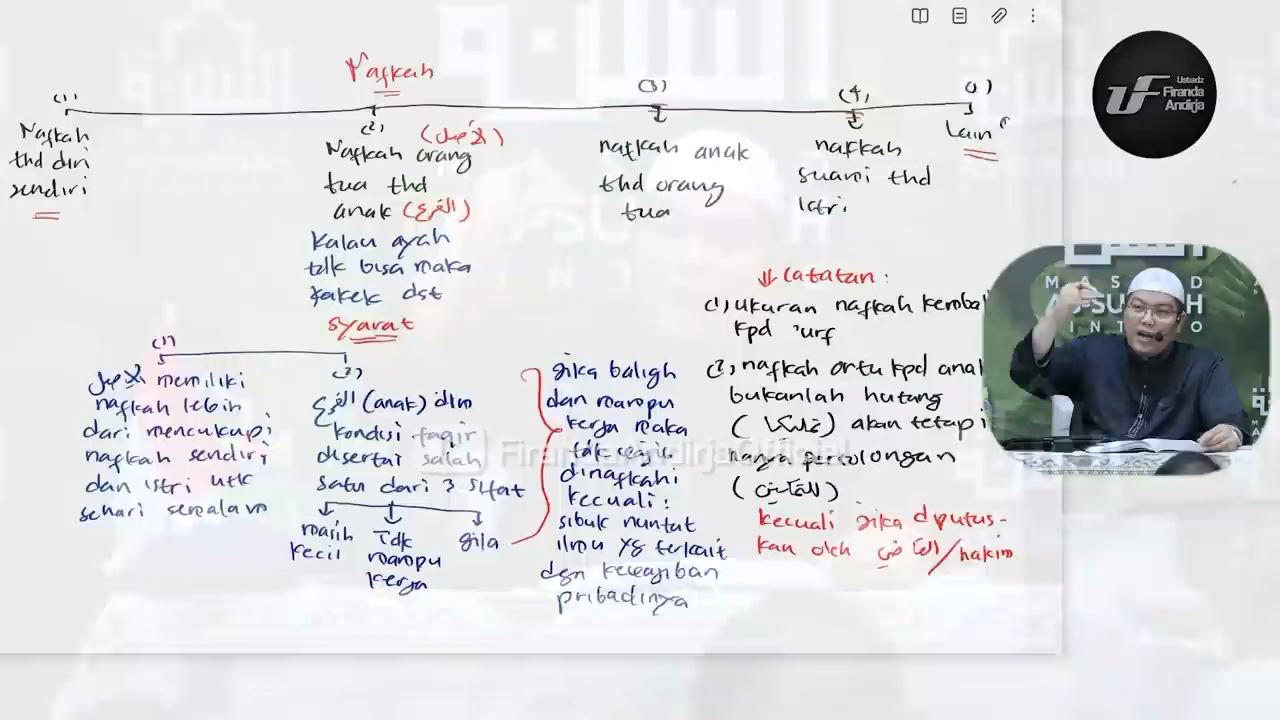 Nafkah
(1)
Nafkah
thd diri
sendiri
(2)
(الأصل)
Nafkah orang
tua thd
anak (الفرع)
Kalau ayah
tdk bisa maka
kakek dst
syarat
(1)
الأصل memiliki
nafkah lebih
dari mencukupi
nafkah sendiri
dan istri utk
sehari semalam
(2)
الفرع (anak) dlm
kondisi faqir
disertai salah
satu dari 3 sifat
masih
kecil
Tdk
mampu
kerja
gila
jika baligh
dan mampu
kerja maka
tdk wajib
dinafkahi
kecuali:
sibuk nuntut
ilmu yg terkait
dgn kewajiban
pribadinya
(3)
nafkah anak
thd orang
tua
(4)
nafkah
suami thd
istri
Lain"
catatan:
(1) ukuran nafkah kembali
kpd 'urf
(2) nafkah ortu kpd anak
bukanlah hutang
akan tetapi
hanya pertolongan
kecuali jika diputus-
kan oleh القاضي/hakim
UF
Ustadz
Firanda
Andirja
FirandaAndirjaOfficial